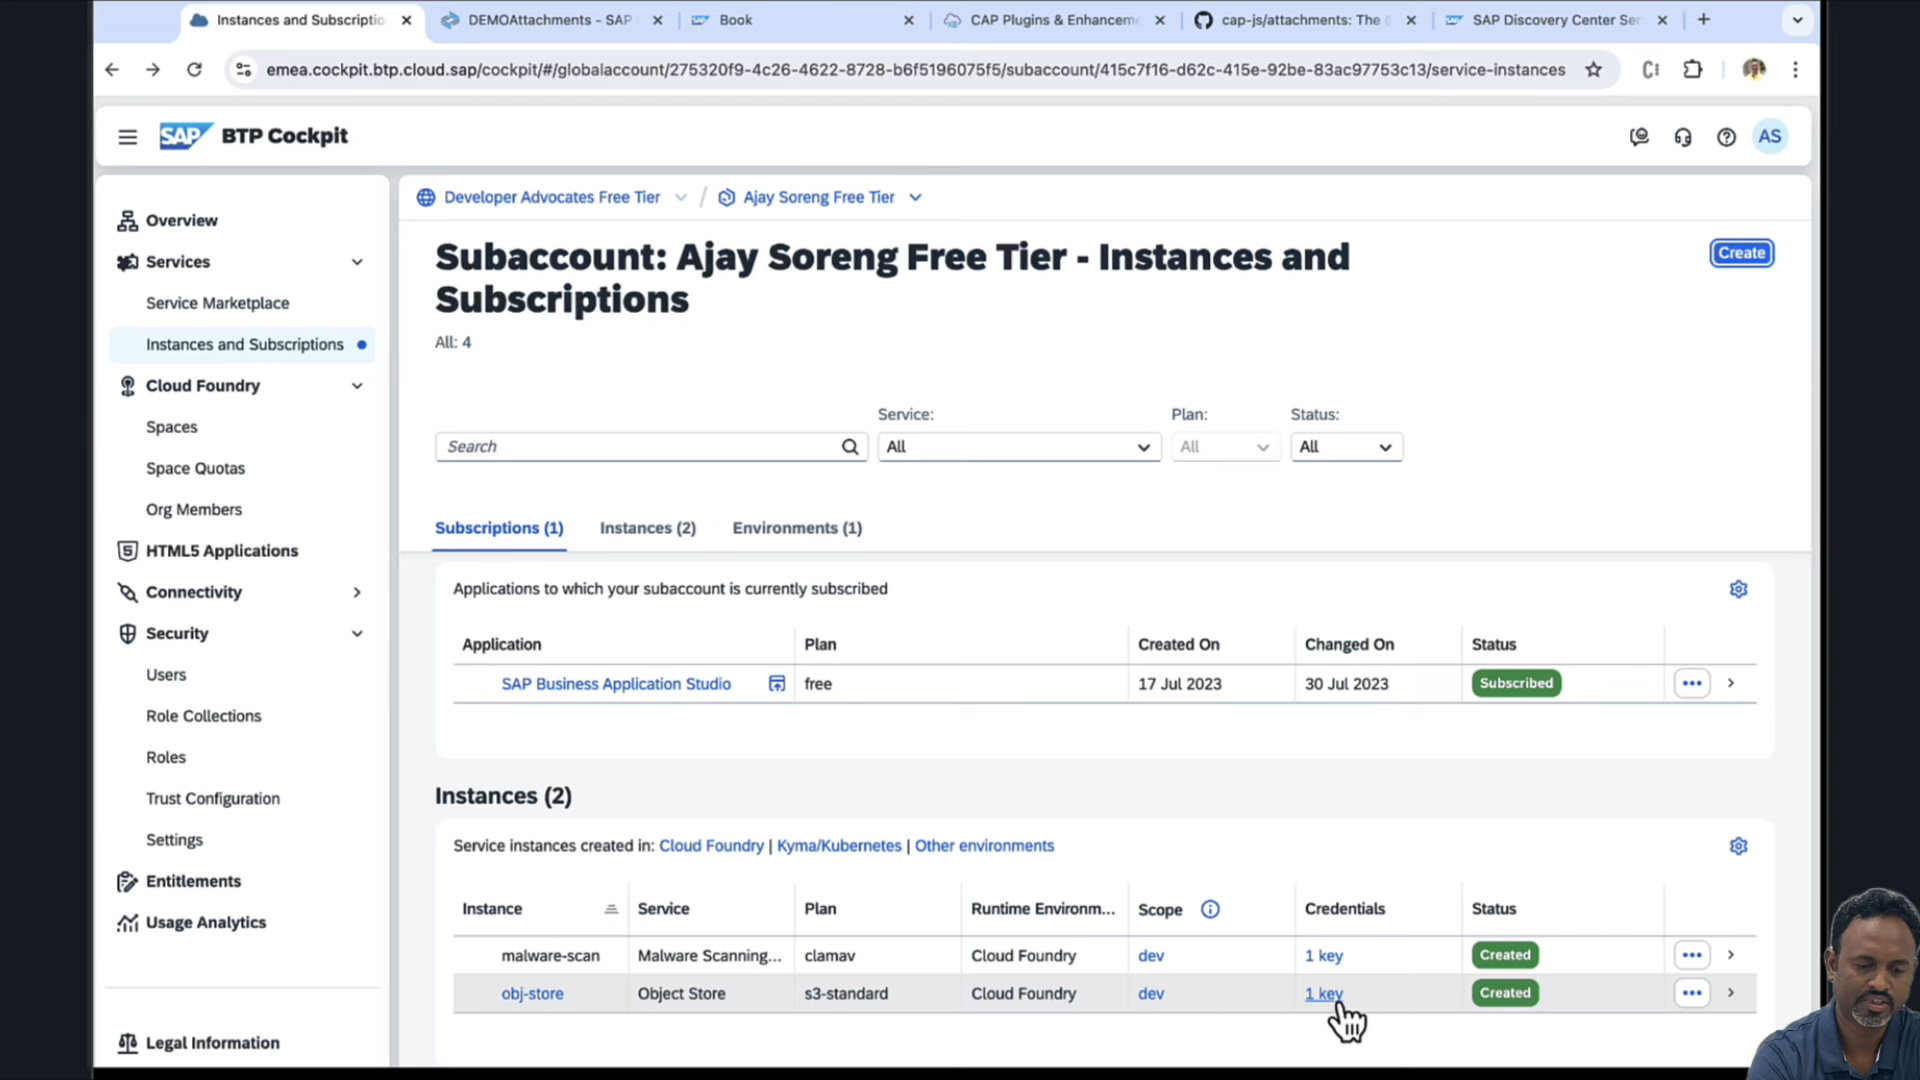 Instances and Subscriptio
DEMOAttachments - SAP
Book
CAP Plugins & Enhancem
cap-js/attachments: The
SAP Discovery Center Ser
emea.cockpit.btp.cloud.sap/cockpit/#/globalaccount/275320f9-4c26-4622-8728-b6f5196075f5/subaccount/415c7f16-d62c-415e-92be-83ac97753c13/service-instances
SAP BTP Cockpit
AS
Overview
Services
Service Marketplace
Instances and Subscriptions
Cloud Foundry
Spaces
Space Quotas
Org Members
HTML5 Applications
Connectivity
Security
Users
Role Collections
Roles
Trust Configuration
Settings
Entitlements
Usage Analytics
Legal Information
Developer Advocates Free Tier / Ajay Soreng Free Tier
Subaccount: Ajay Soreng Free Tier - Instances and
Subscriptions
Create
All: 4
Service: Plan: Status:
Search All All All
Subscriptions (1) Instances (2) Environments (1)
Applications to which your subaccount is currently subscribed
Application Plan Created On Changed On Status
SAP Business Application Studio free 17 Jul 2023 30 Jul 2023 Subscribed
Instances (2)
Service instances created in: Cloud Foundry | Kyma/Kubernetes | Other environments
Instance Service Plan Runtime Environm... Scope Credentials Status
malware-scan Malware Scanning... clamav Cloud Foundry dev 1 key Created
obj-store Object Store s3-standard Cloud Foundry dev 1 key Created